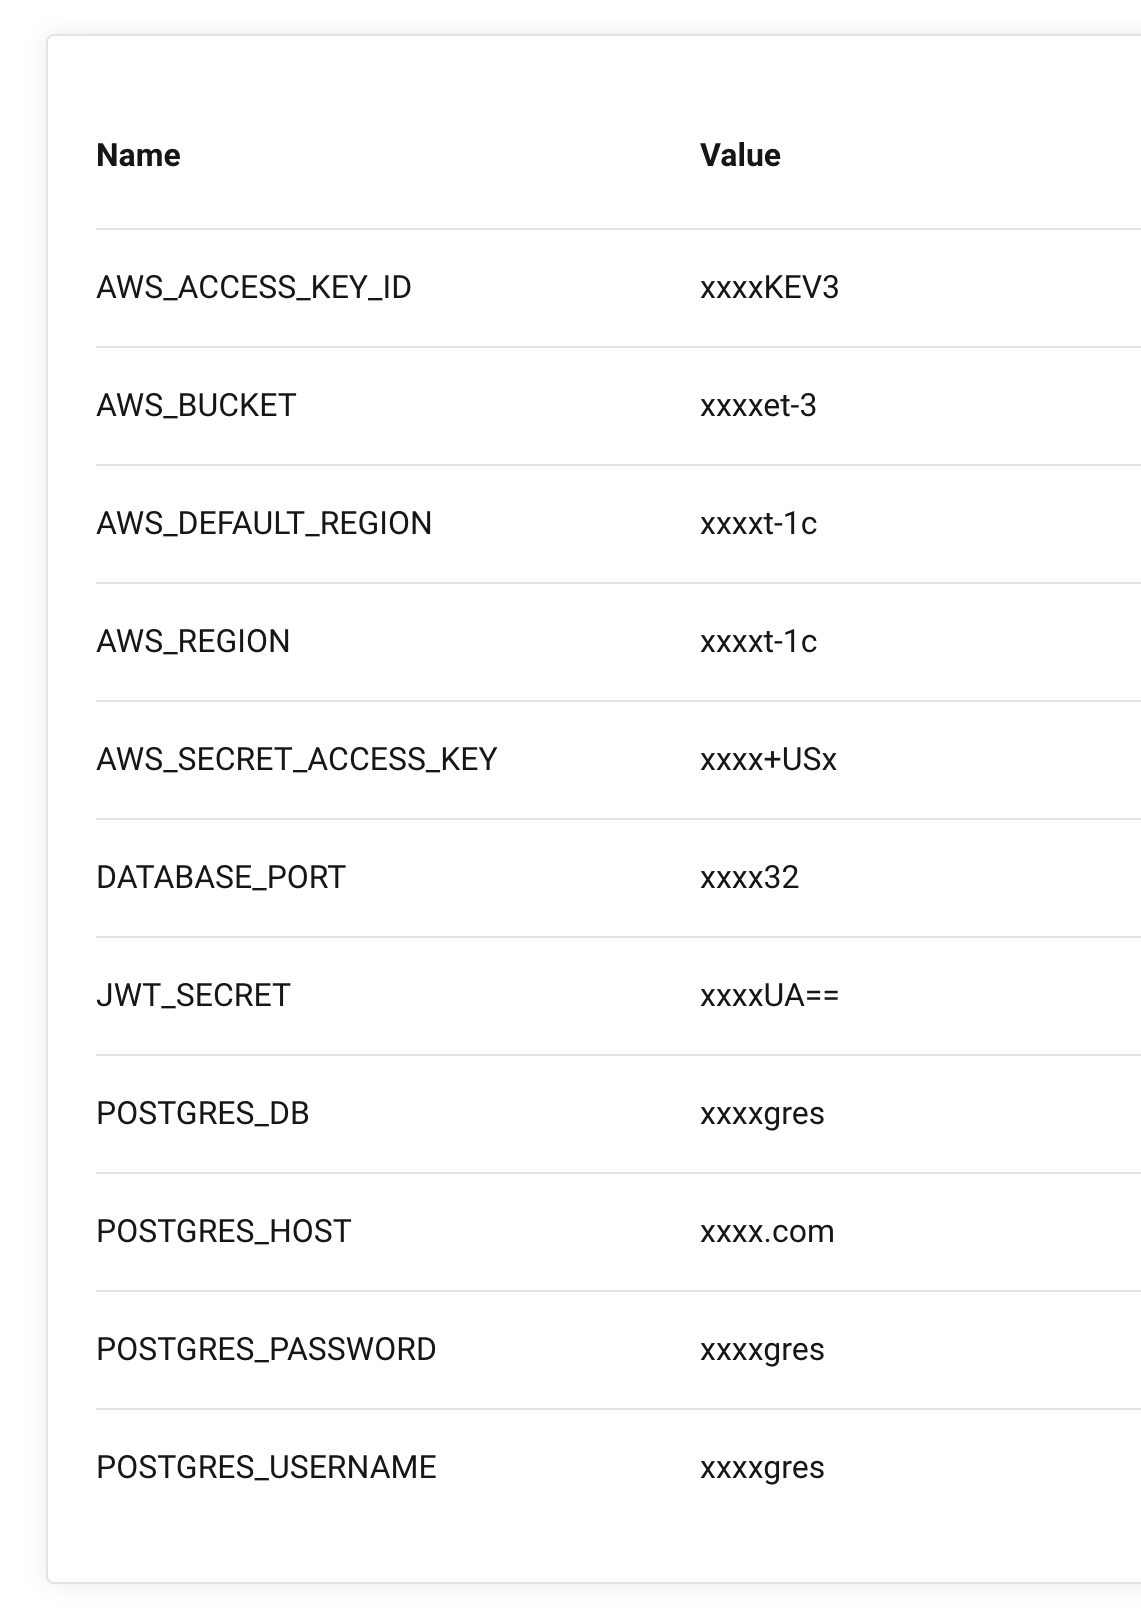 Name Value
AWS_ACCESS_KEY_ID xxxxKEV3
AWS_BUCKET xxxxet-3
AWS_DEFAULT_REGION xxxxt-1c
AWS_REGION xxxxt-1c
AWS_SECRET_ACCESS_KEY xxxx+USx
DATABASE_PORT xxxx32
JWT_SECRET xxxxUA==
POSTGRES_DB xxxxgres
POSTGRES_HOST xxxx.com
POSTGRES_PASSWORD xxxxgres
POSTGRES_USERNAME xxxxgres